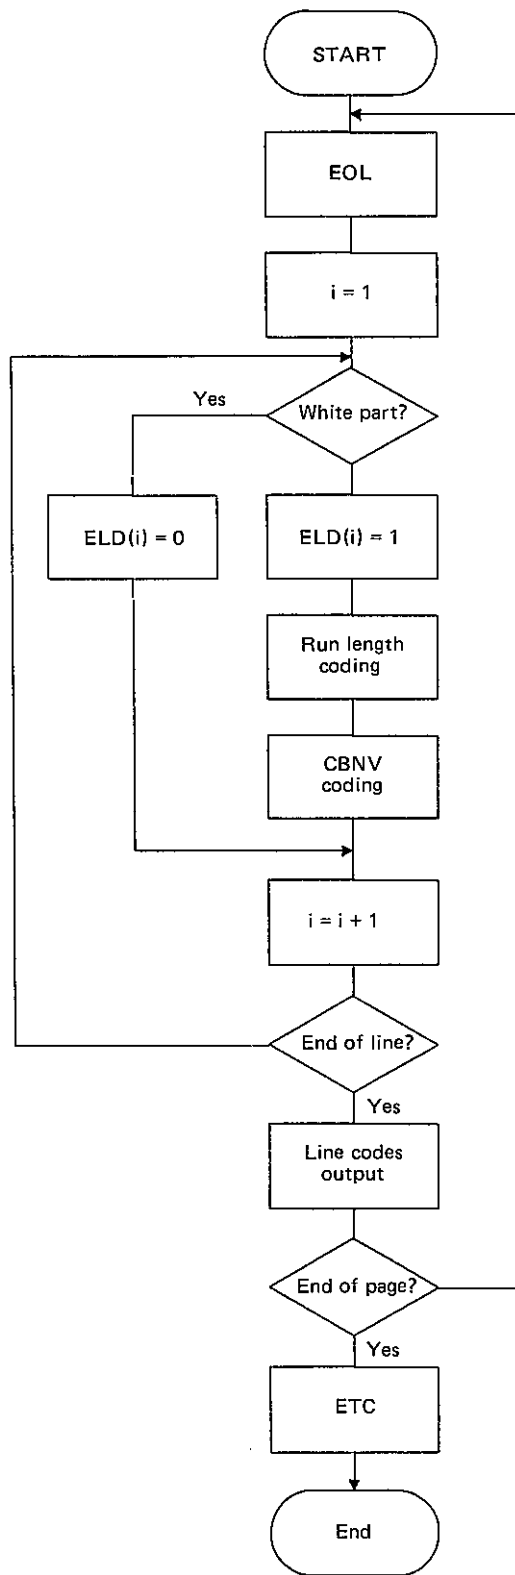 START
EOL
i = 1
White part?
Yes
ELD(i) = 0
ELD(i) = 1
Run length
coding
CBNV
coding
i = i + 1
End of line?
Yes
Line codes
output
End of page?
Yes
ETC
End